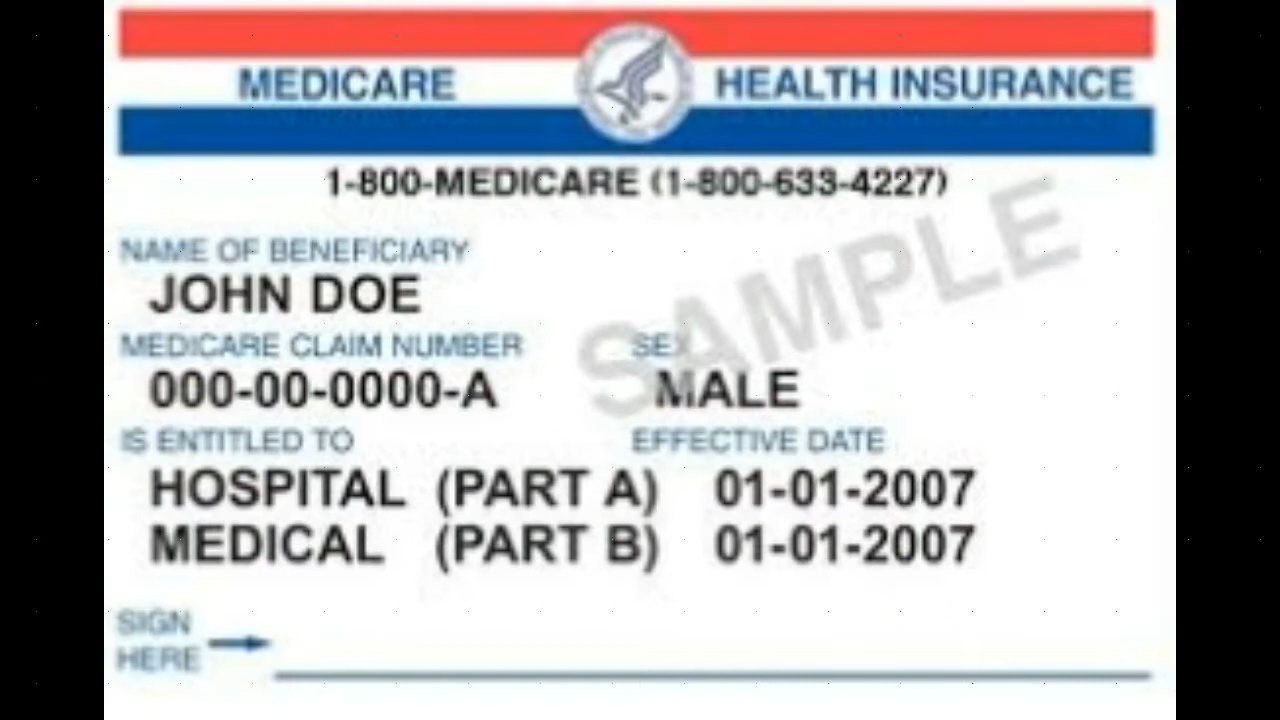 MEDICARE HEALTH INSURANCE
1-800-MEDICARE (1-800-633-4227)
SAMPLE
NAME OF BENEFICIARY
JOHN DOE
MEDICARE CLAIM NUMBER SEX
000-00-0000-A MALE
IS ENTITLED TO EFFECTIVE DATE
HOSPITAL (PART A) 01-01-2007
MEDICAL (PART B) 01-01-2007
SIGN
HERE